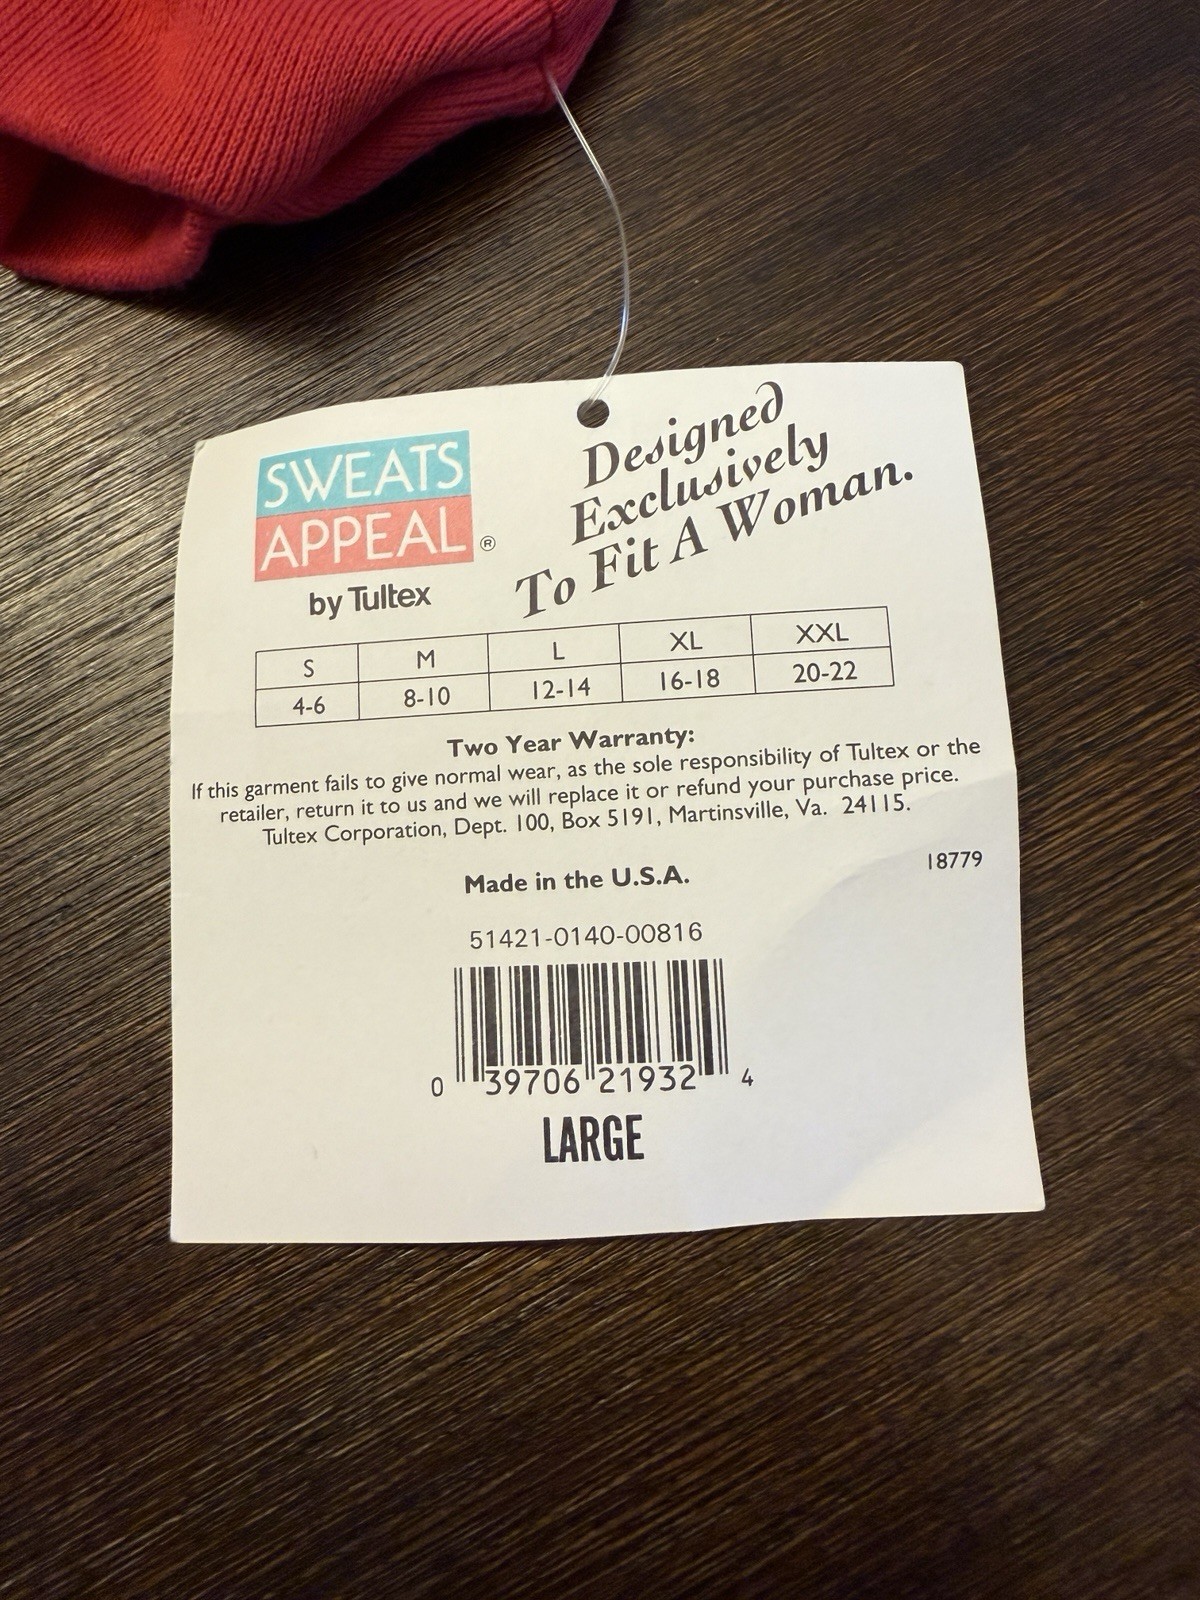 SWEATS
APPEAL®
by Tultex
Designed
Exclusively
To Fit A Woman.
S M L XL XXL
4-6 8-10 12-14 16-18 20-22
Two Year Warranty:
If this garment fails to give normal wear, as the sole responsibility of Tultex or the
retailer, return it to us and we will replace it or refund your purchase price.
Tultex Corporation, Dept. 100, Box 5191, Martinsville, Va. 24115.
18779
Made in the U.S.A.
51421-0140-00816
0 39706 21932 4
LARGE